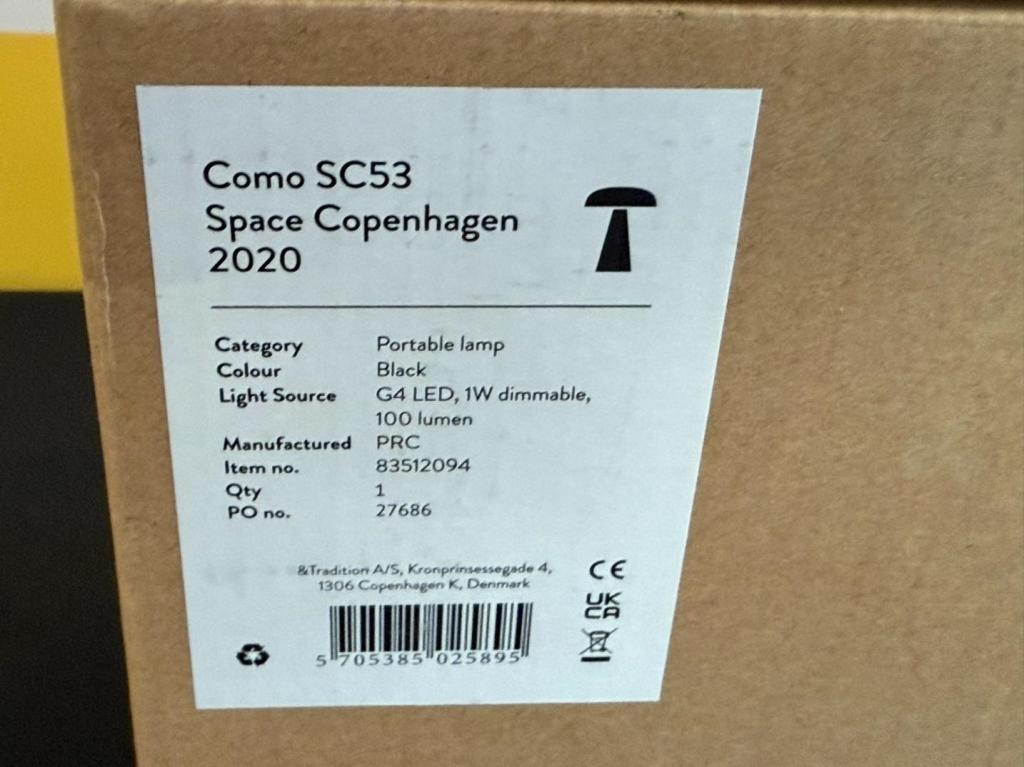 Como SC53
Space Copenhagen
2020
Category Portable lamp
Colour Black
Light Source G4 LED, 1W dimmable,
100 lumen
Manufactured PRC
Item no. 83512094
Qty 1
PO no. 27686
&Tradition A/S, Kronprinsessegade 4,
1306 Copenhagen K, Denmark
CE
UK
CA
5 705385 025895